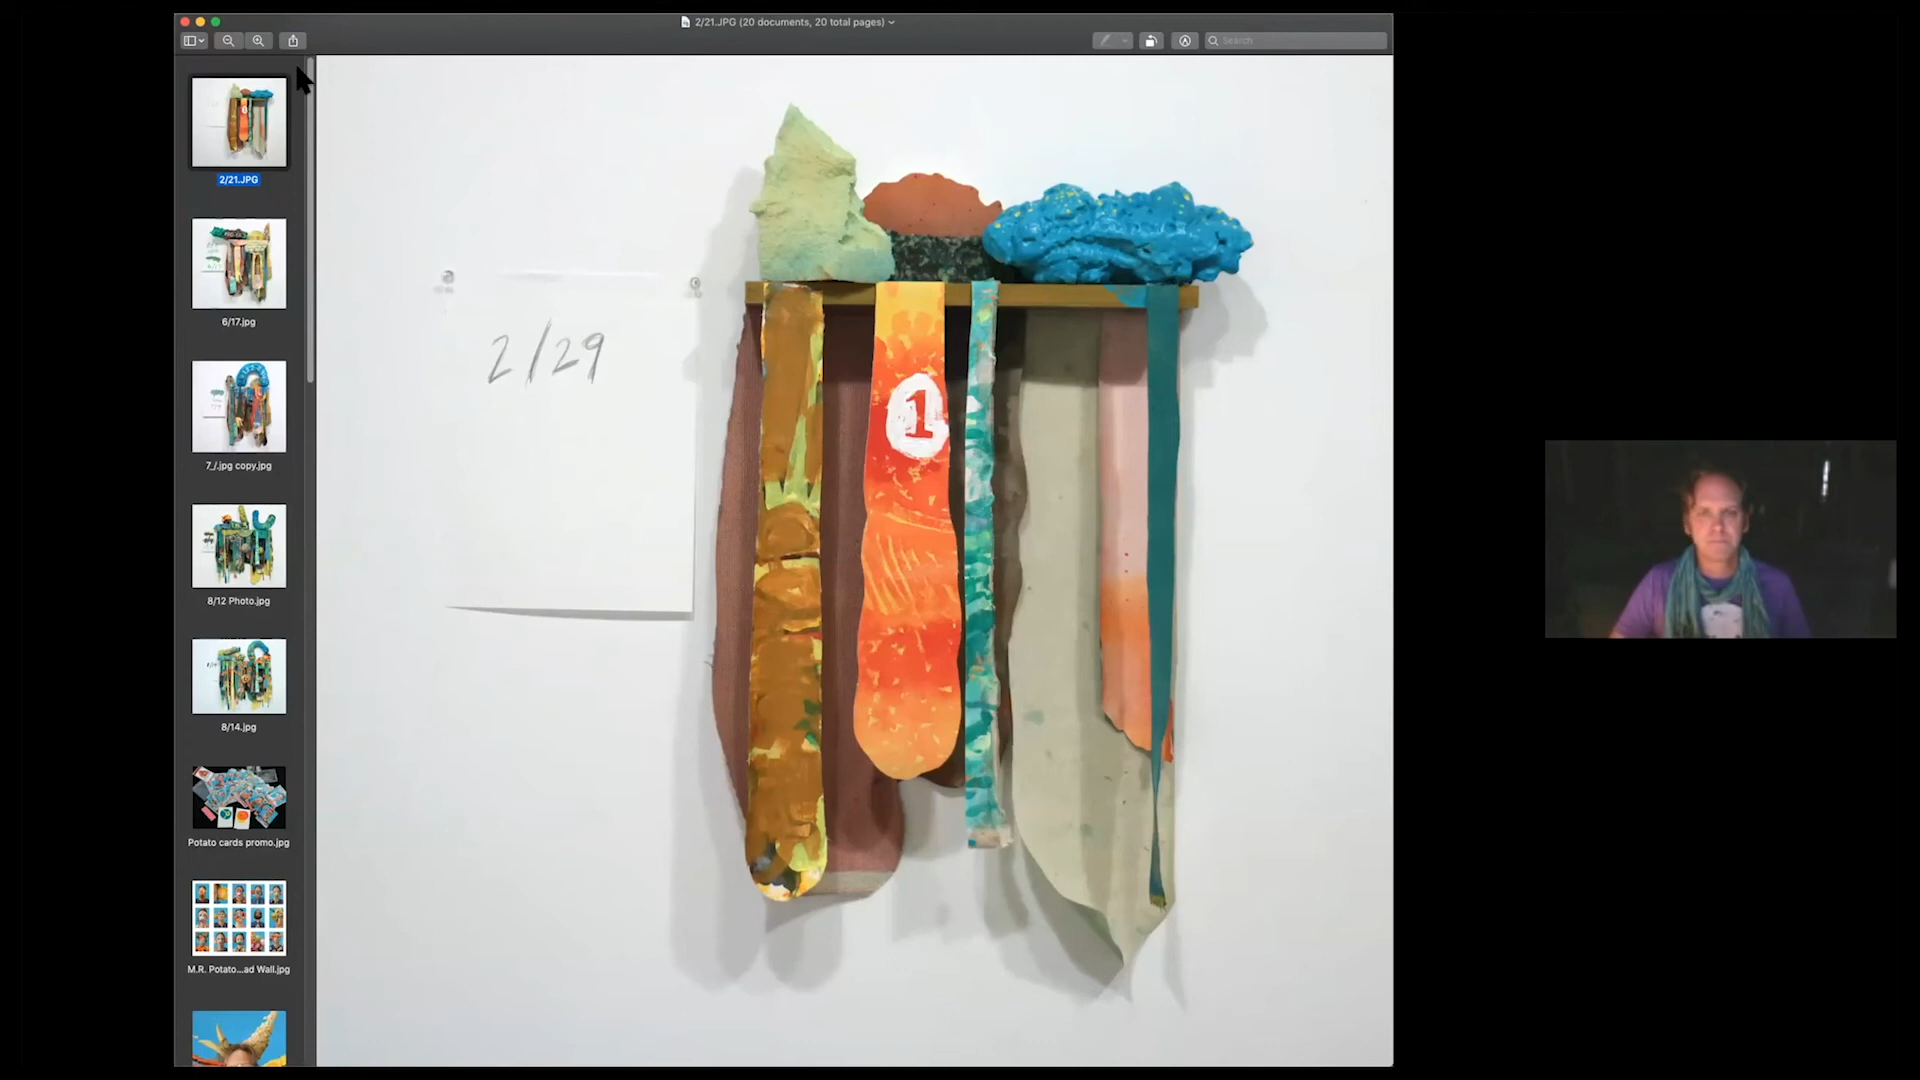 2/21.JPG (20 documents, 20 total pages)
Search
2/21.JPG
6/17.jpg
7_/.jpg copy.jpg
8/12 Photo.jpg
8/14.jpg
Potato cards promo.jpg
M.R. Potato...ad Wall.jpg
2/29
1